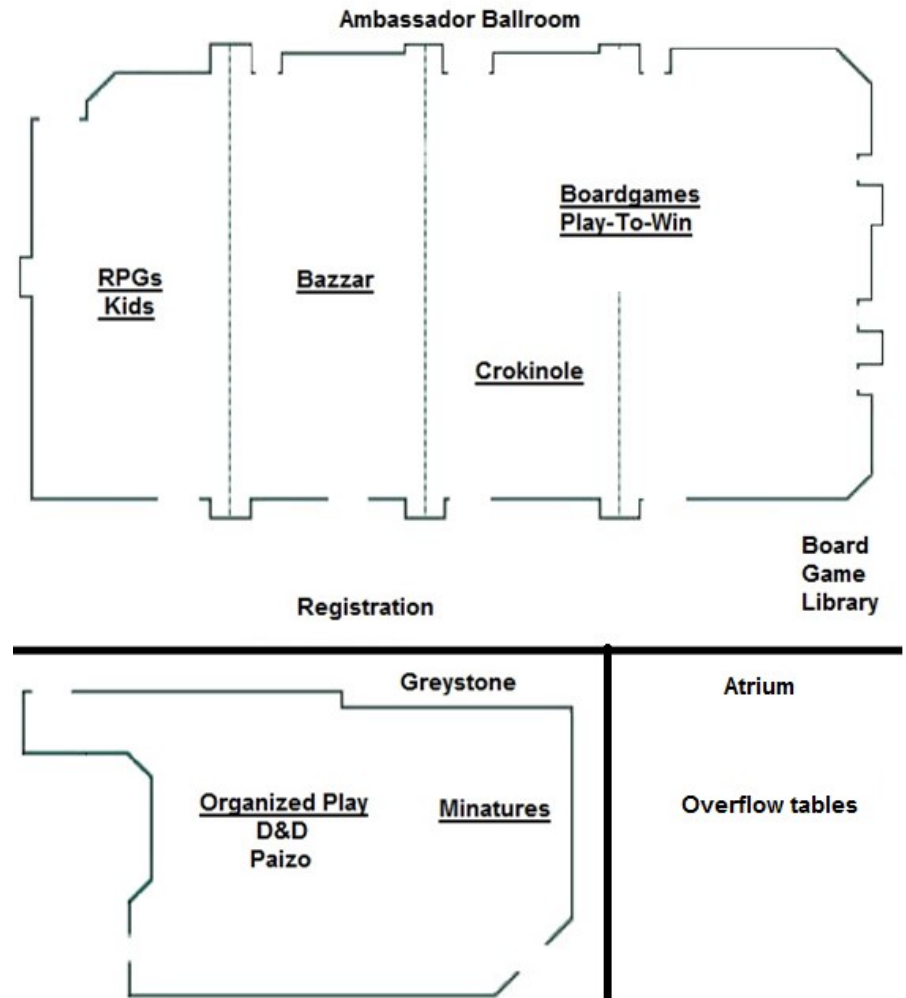 Ambassador Ballroom
Boardgames
Play-To-Win
RPGs
Kids
Bazzar
Crokinole
Board
Game
Library
Registration
Greystone
Atrium
Organized Play
D&D
Paizo
Minatures
Overflow tables